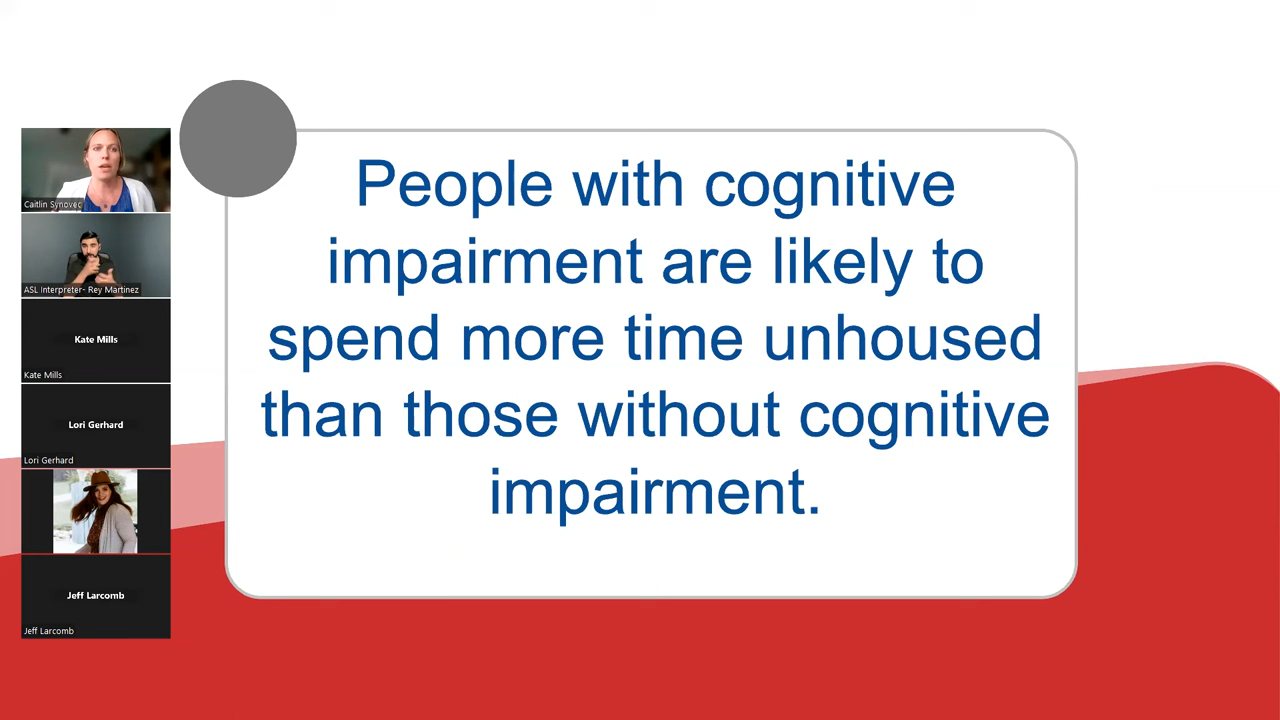 People with cognitive
impairment are likely to
spend more time unhoused
than those without cognitive
impairment.
Caitlin Synovec
ASL Interpreter- Rey Martinez
Kate Mills
Kate Mills
Lori Gerhard
Lori Gerhard
Jeff Larcomb
Jeff Larcomb